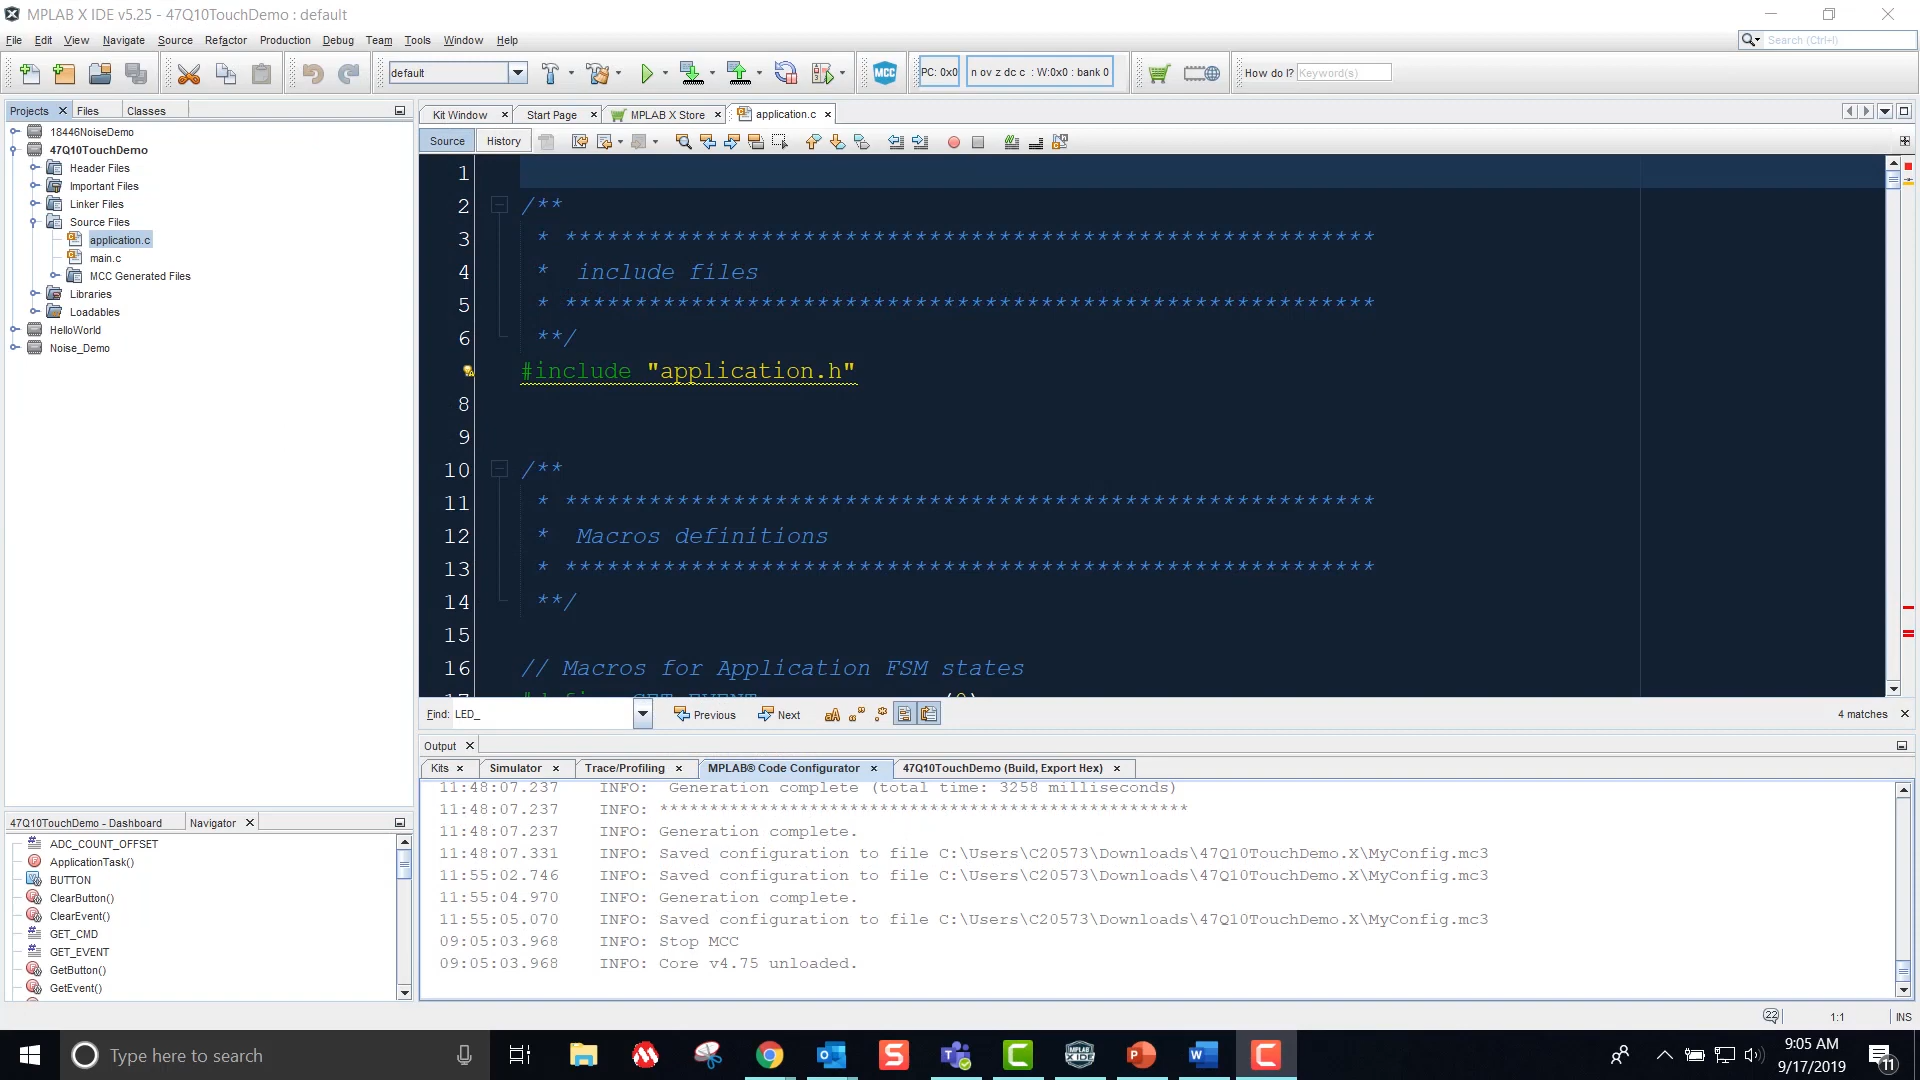 MPLAB X IDE v5.25 - 47Q10TouchDemo : default
File Edit View Navigate Source Refactor Production Debug Team Tools Window Help
Search (Ctrl+I)
default
MCC
PC: 0x0
n ov z dc c : W:0x0 : bank 0
How do I? Keyword(s)
Projects Files Classes
18446NoiseDemo
47Q10TouchDemo
Header Files
Important Files
Linker Files
Source Files
application.c
main.c
MCC Generated Files
Libraries
Loadables
HelloWorld
Noise_Demo
Kit Window Start Page MPLAB X Store application.c
Source History
1
2 /**
3 * **********************************************************
4 * include files
5 * **********************************************************
6 **/
#include "application.h"
8
9
10 /**
11 * **********************************************************
12 * Macros definitions
13 * **********************************************************
14 **/
15
16 // Macros for Application FSM states
17 #define GET_EVENT (0)
Find: LED_ Previous Next 4 matches
Output
Kits Simulator Trace/Profiling MPLAB® Code Configurator 47Q10TouchDemo (Build, Export Hex)
11:48:07.237 INFO: Generation complete (total time: 3258 milliseconds)
11:48:07.237 INFO: *****************************************************
11:48:07.237 INFO: Generation complete.
11:48:07.331 INFO: Saved configuration to file C:\Users\C20573\Downloads\47Q10TouchDemo.X\MyConfig.mc3
11:55:02.746 INFO: Saved configuration to file C:\Users\C20573\Downloads\47Q10TouchDemo.X\MyConfig.mc3
11:55:04.970 INFO: Generation complete.
11:55:05.070 INFO: Saved configuration to file C:\Users\C20573\Downloads\47Q10TouchDemo.X\MyConfig.mc3
09:05:03.968 INFO: Stop MCC
09:05:03.968 INFO: Core v4.75 unloaded.
47Q10TouchDemo - Dashboard Navigator
ADC_COUNT_OFFSET
ApplicationTask()
BUTTON
ClearButton()
ClearEvent()
GET_CMD
GET_EVENT
GetButton()
GetEvent()
22 1:1 INS
Type here to search
9:05 AM
9/17/2019
11